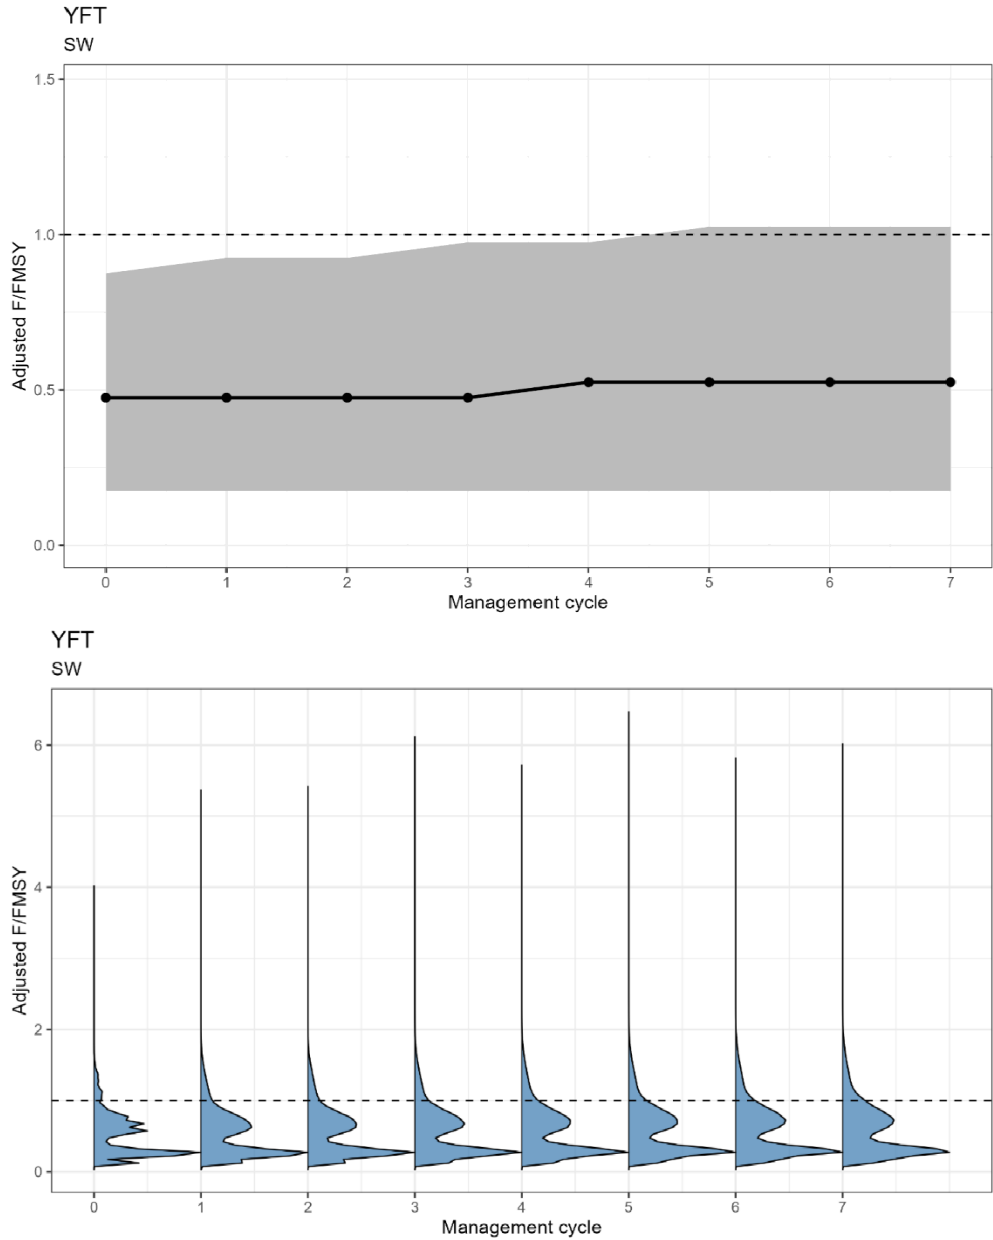 YFT
SW
1.5
1.0
0.5
0.0
Adjusted F/FMSY
0 1 2 3 4 5 6 7
Management cycle
YFT
SW
6
4
2
0
Adjusted F/FMSY
0 1 2 3 4 5 6 7
Management cycle